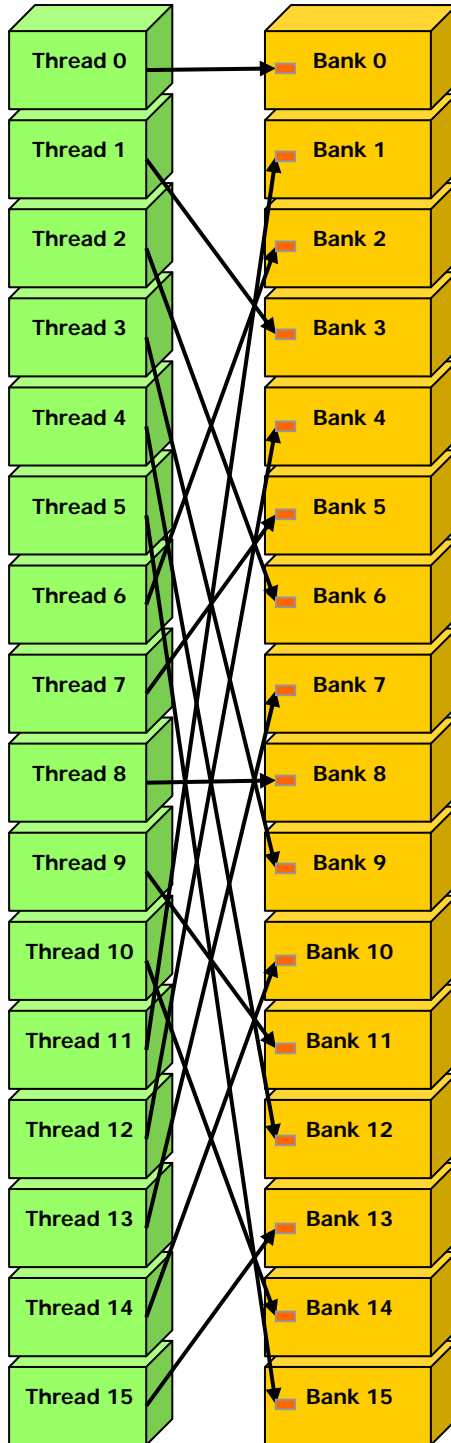 Thread 0 Bank 0
Thread 1 Bank 1
Thread 2 Bank 2
Thread 3 Bank 3
Thread 4 Bank 4
Thread 5 Bank 5
Thread 6 Bank 6
Thread 7 Bank 7
Thread 8 Bank 8
Thread 9 Bank 9
Thread 10 Bank 10
Thread 11 Bank 11
Thread 12 Bank 12
Thread 13 Bank 13
Thread 14 Bank 14
Thread 15 Bank 15